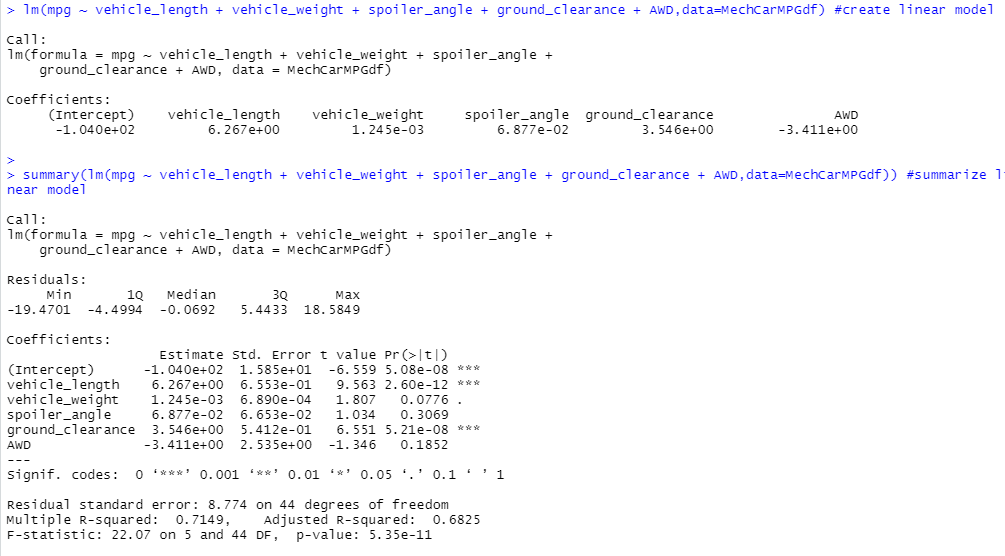 > lm(mpg ~ vehicle_length + vehicle_weight + spoiler_angle + ground_clearance + AWD,data=MechCarMPGdf) #create linear model
Call:
lm(formula = mpg ~ vehicle_length + vehicle_weight + spoiler_angle +
    ground_clearance + AWD, data = MechCarMPGdf)
Coefficients:
     (Intercept)    vehicle_length    vehicle_weight     spoiler_angle  ground_clearance               AWD
      -1.040e+02         6.267e+00         1.245e-03         6.877e-02         3.546e+00        -3.411e+00
>
> summary(lm(mpg ~ vehicle_length + vehicle_weight + spoiler_angle + ground_clearance + AWD,data=MechCarMPGdf)) #summarize li
near model
Call:
lm(formula = mpg ~ vehicle_length + vehicle_weight + spoiler_angle +
    ground_clearance + AWD, data = MechCarMPGdf)
Residuals:
     Min       1Q   Median       3Q      Max
-19.4701  -4.4994  -0.0692   5.4433  18.5849
Coefficients:
                   Estimate Std. Error t value Pr(>|t|)
(Intercept)      -1.040e+02  1.585e+01  -6.559 5.08e-08 ***
vehicle_length    6.267e+00  6.553e-01   9.563 2.60e-12 ***
vehicle_weight    1.245e-03  6.890e-04   1.807   0.0776 .
spoiler_angle     6.877e-02  6.653e-02   1.034   0.3069
ground_clearance  3.546e+00  5.412e-01   6.551 5.21e-08 ***
AWD              -3.411e+00  2.535e+00  -1.346   0.1852
---
Signif. codes:  0 ‘***’ 0.001 ‘**’ 0.01 ‘*’ 0.05 ‘.’ 0.1 ‘ ’ 1
Residual standard error: 8.774 on 44 degrees of freedom
Multiple R-squared:  0.7149,    Adjusted R-squared:  0.6825
F-statistic: 22.07 on 5 and 44 DF,  p-value: 5.35e-11